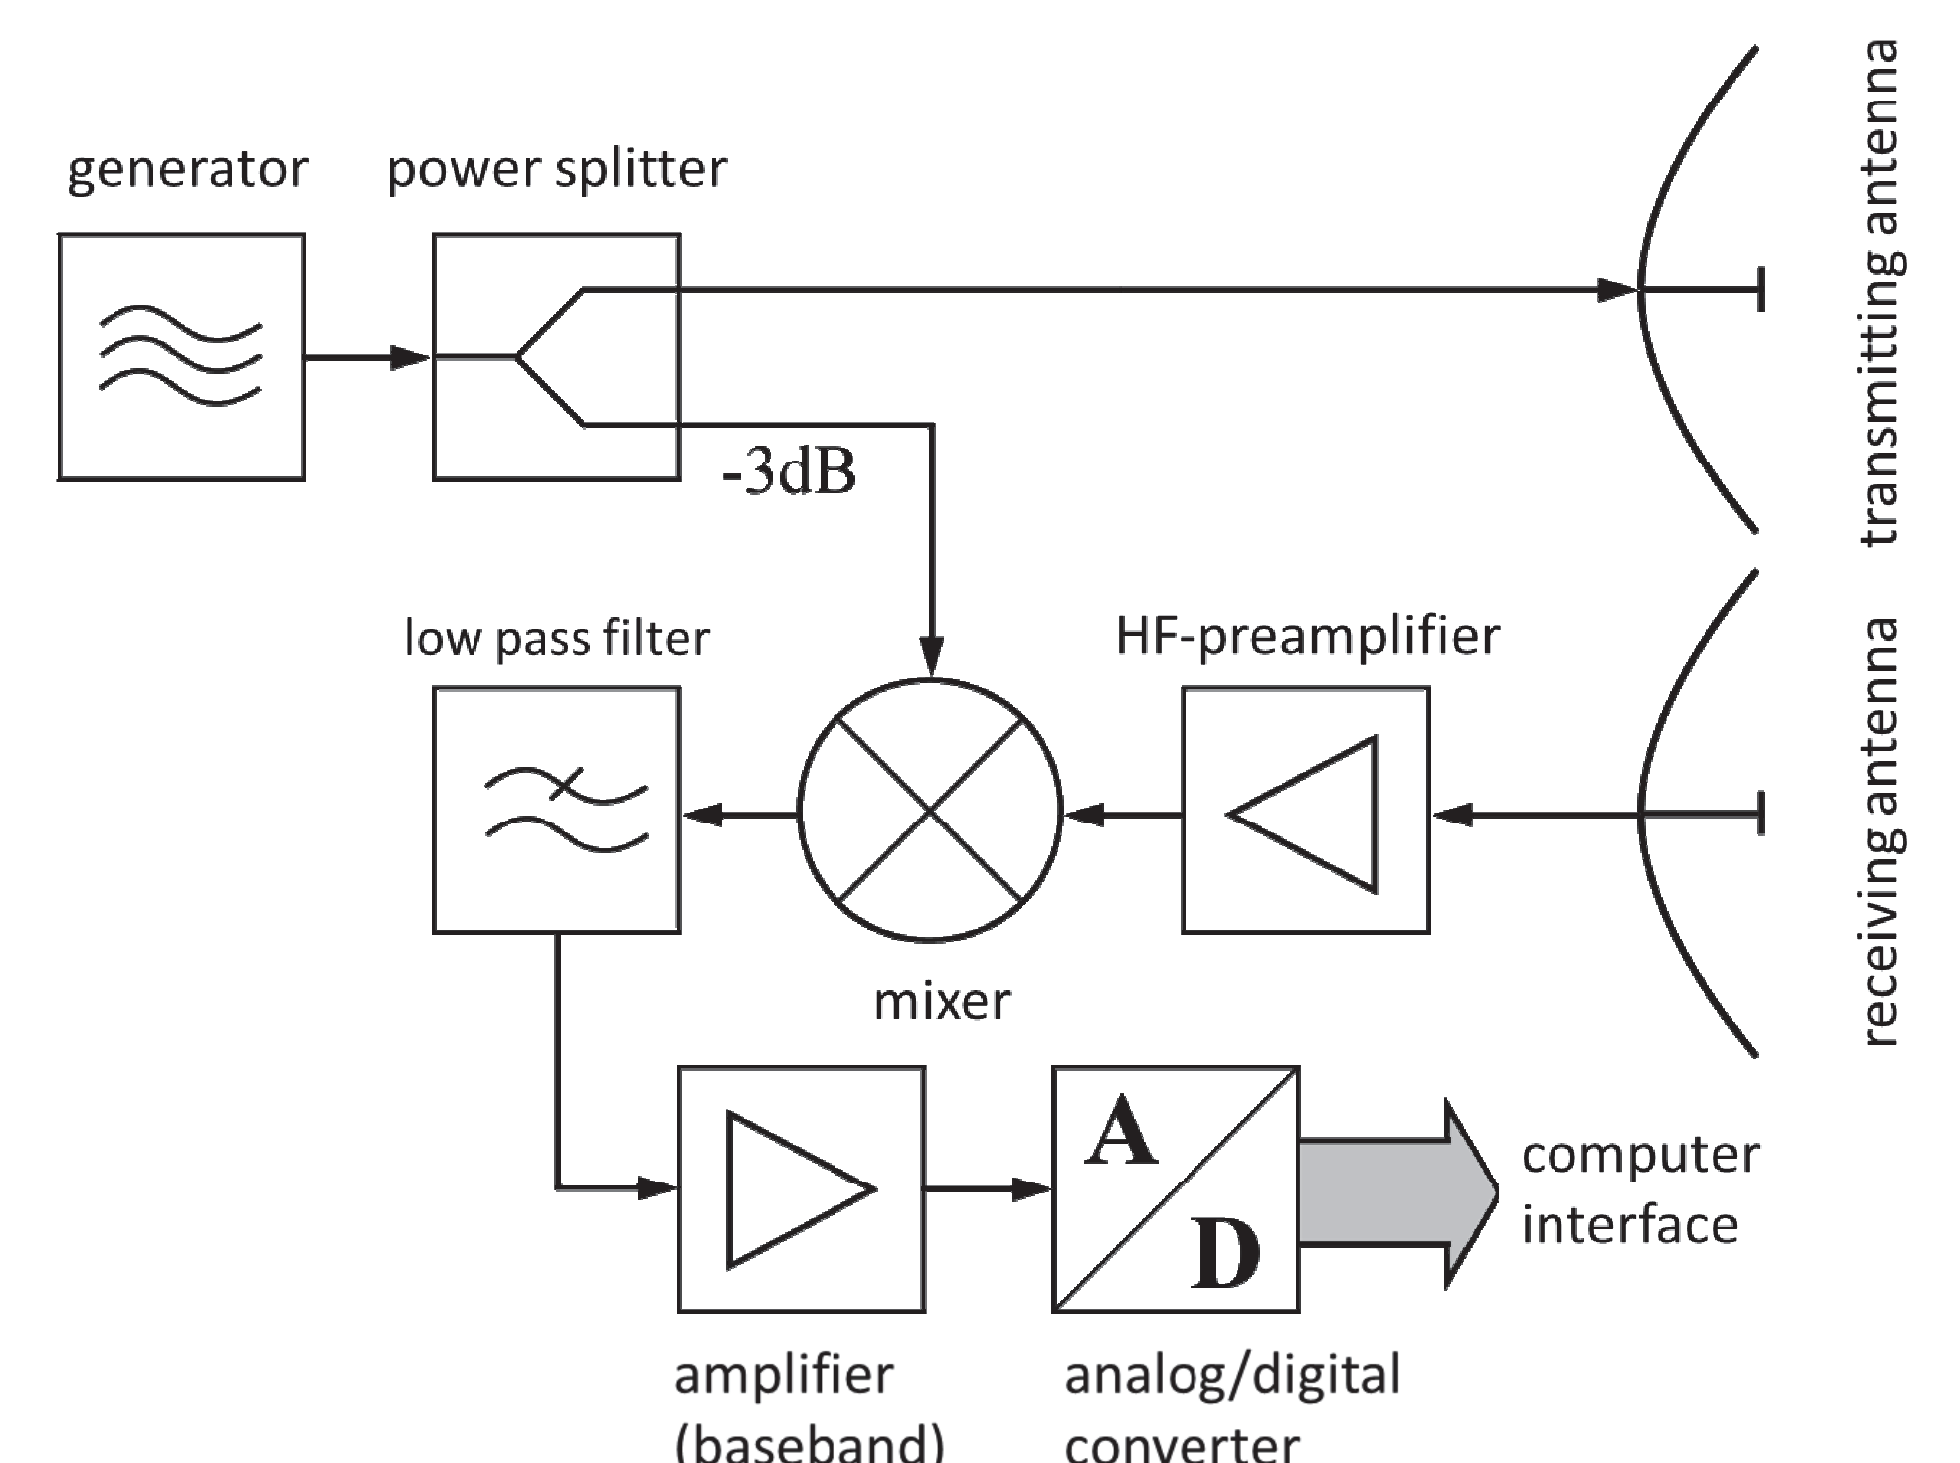 generator
power splitter
transmitting antenna
-3dB
low pass filter
HF-preamplifier
receiving antenna
mixer
A
D
computer
interface
amplifier
(baseband)
analog/digital
converter